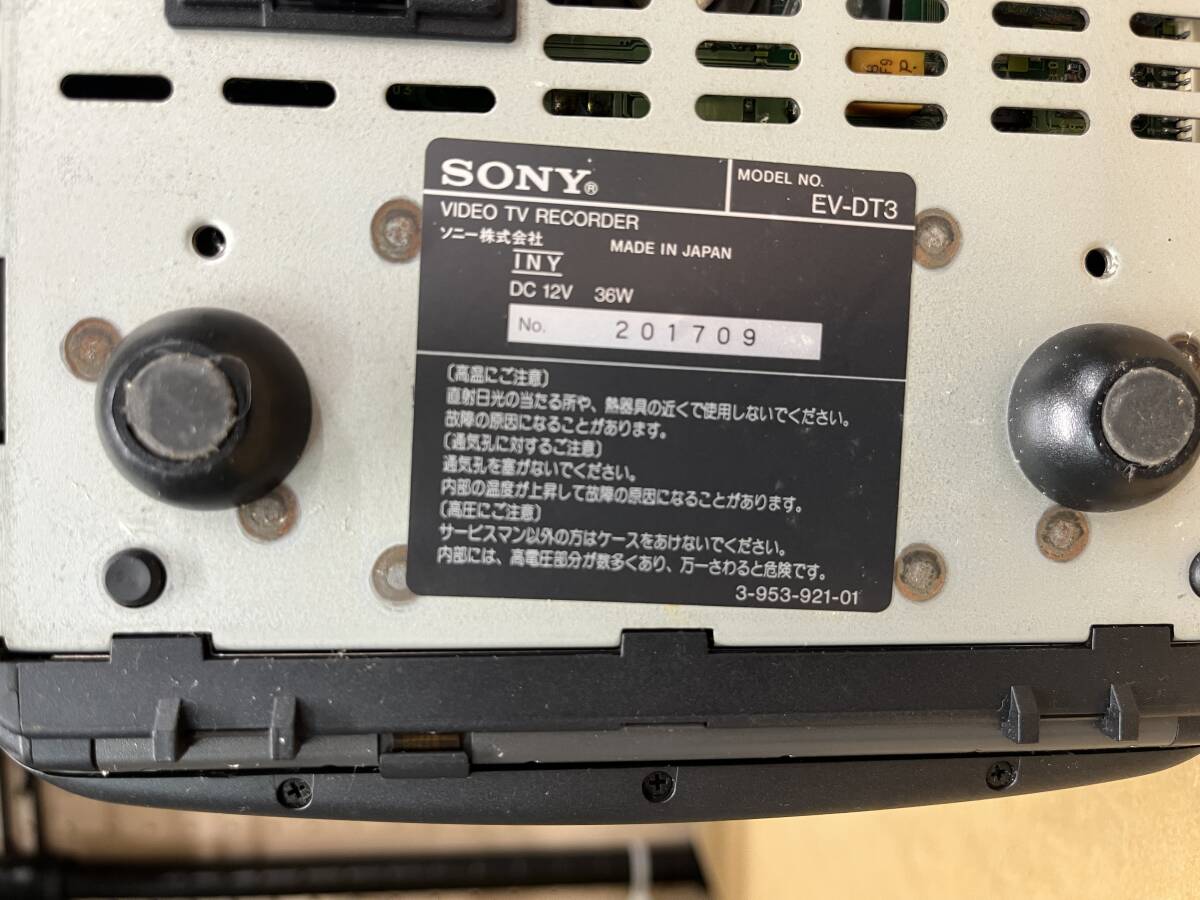 SONY®
MODEL NO.
EV-DT3
VIDEO TV RECORDER
ソニー株式会社
MADE IN JAPAN
INY
DC 12V 36W
No. 201709
〔高温にご注意〕
直射日光の当たる所や、熱器具の近くで使用しないでください。
故障の原因になることがあります。
〔通気孔に対するご注意〕
通気孔を塞がないでください。
内部の温度が上昇して故障の原因になることがあります。
〔高圧にご注意〕
サービスマン以外の方はケースをあけないでください。
内部には、高電圧部分が数多くあり、万一さわると危険です。
3-953-921-01